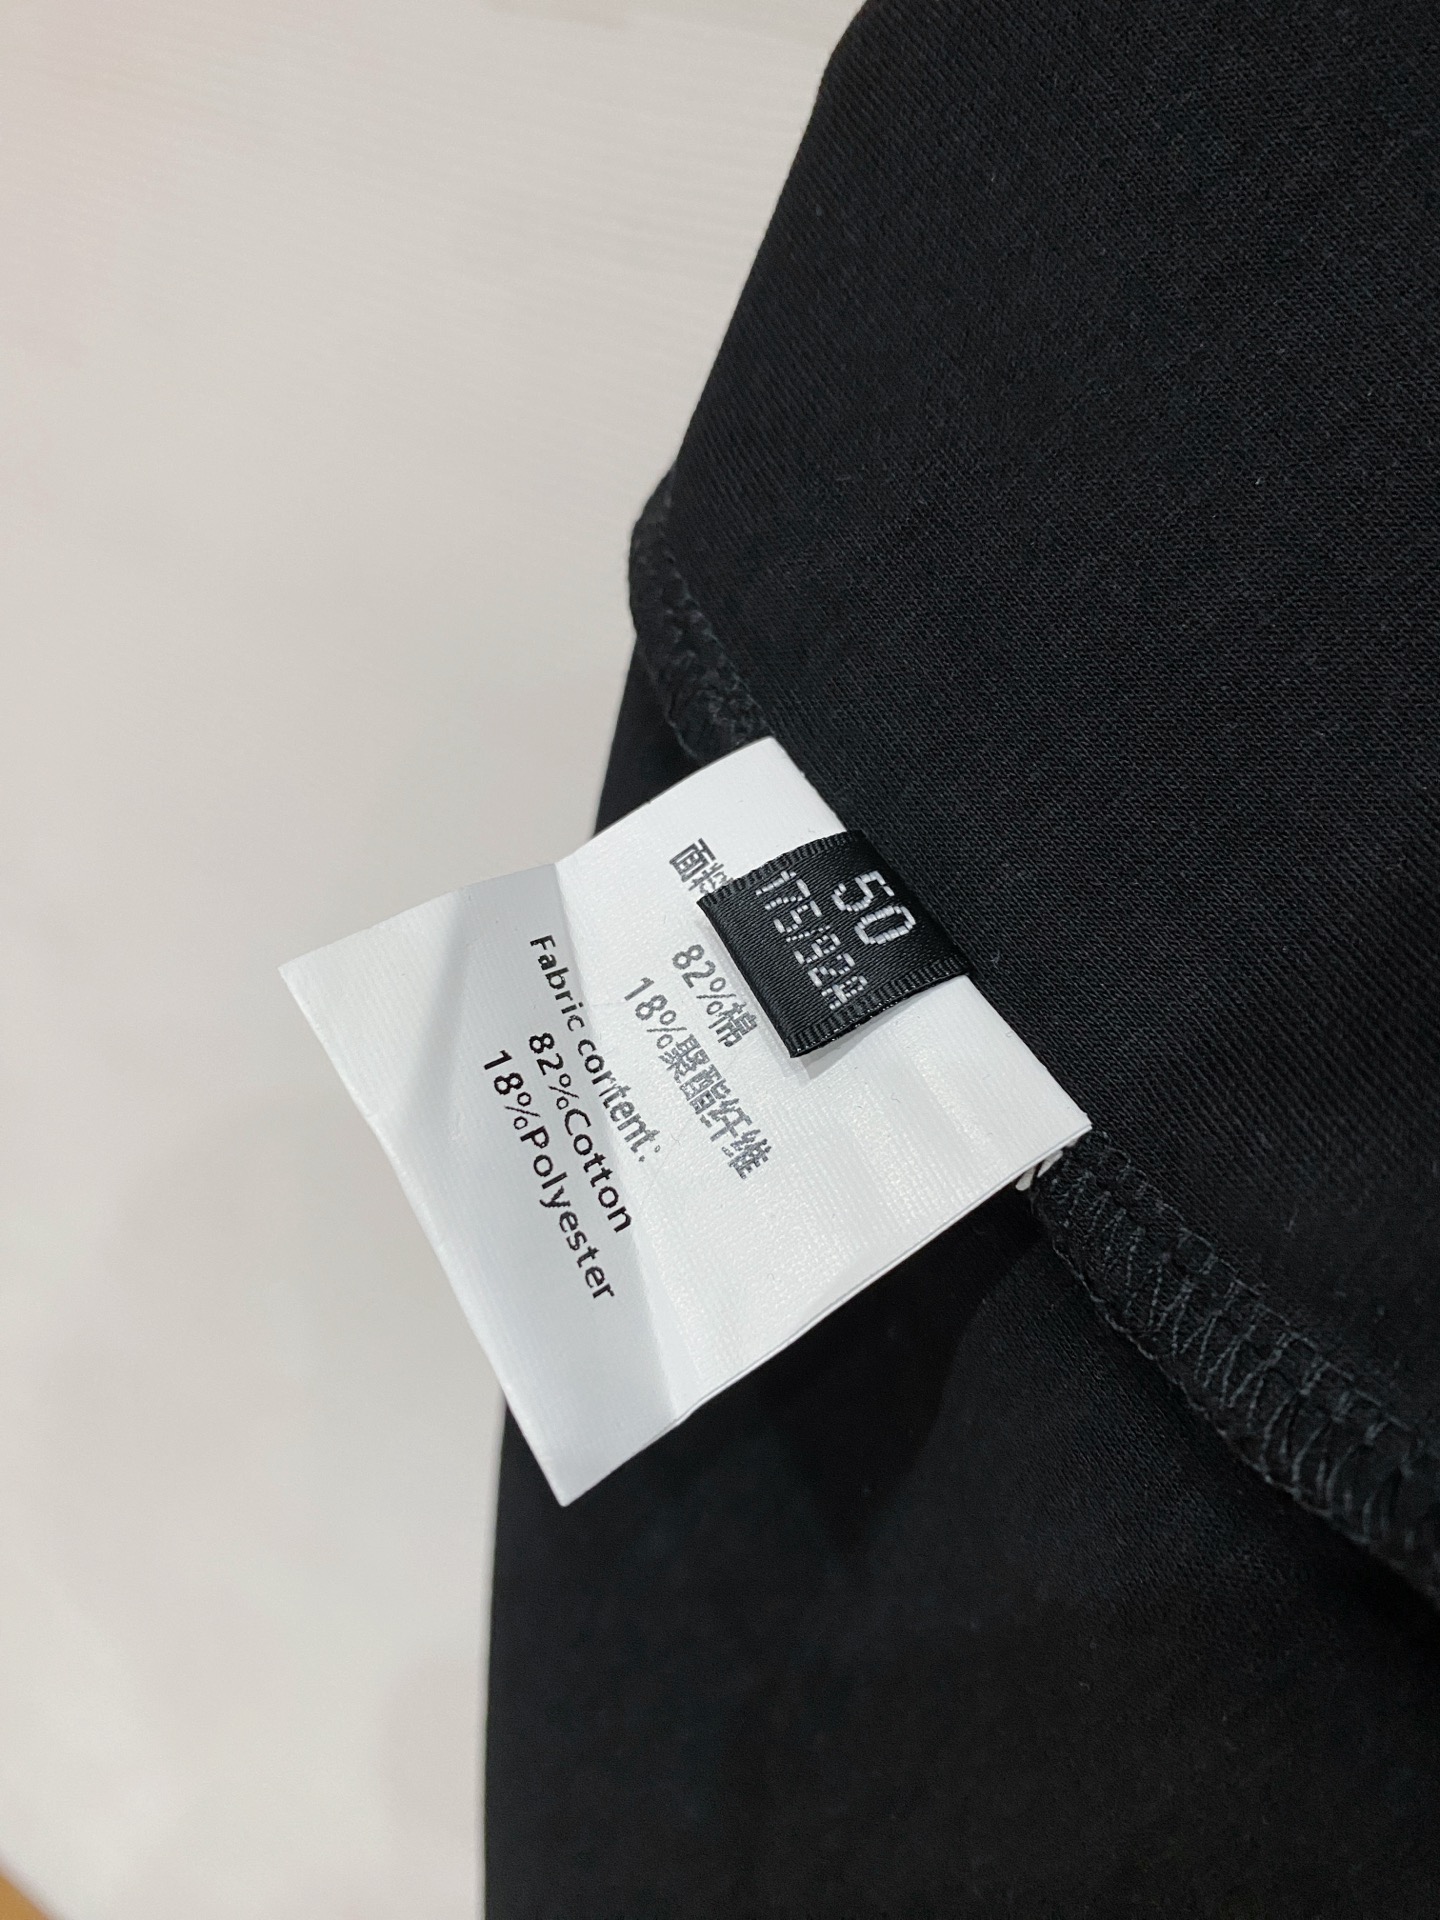 50
175/92A
面料
82%棉
18%聚酯纤维
Fabric content:
82%Cotton
18%Polyester